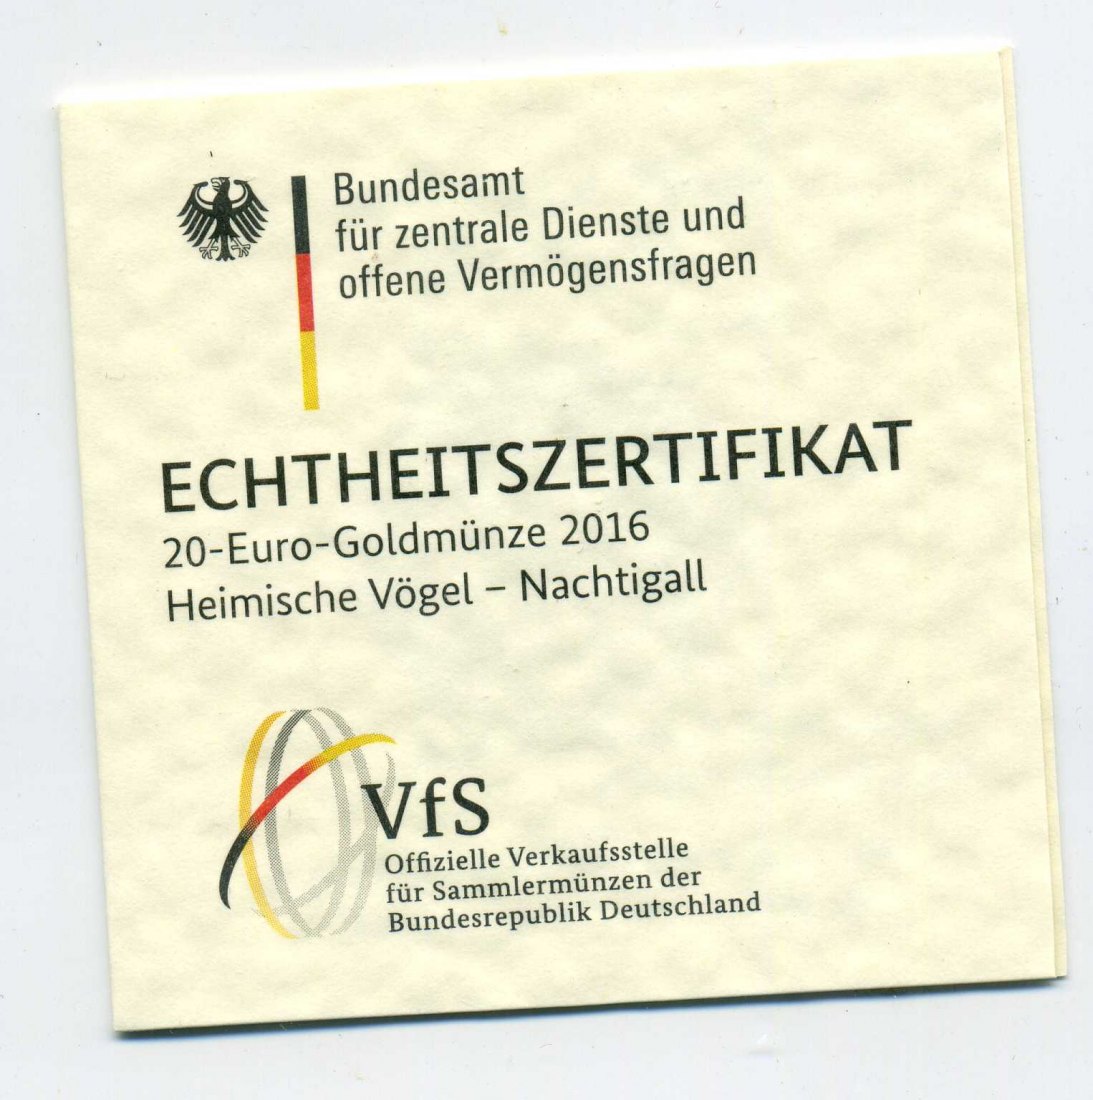 Bundesamt
für zentrale Dienste und
offene Vermögensfragen
ECHTHEITSZERTIFIKAT
20-Euro-Goldmünze 2016
Heimische Vögel – Nachtigall
VfS
Offizielle Verkaufsstelle
für Sammlermünzen der
Bundesrepublik Deutschland